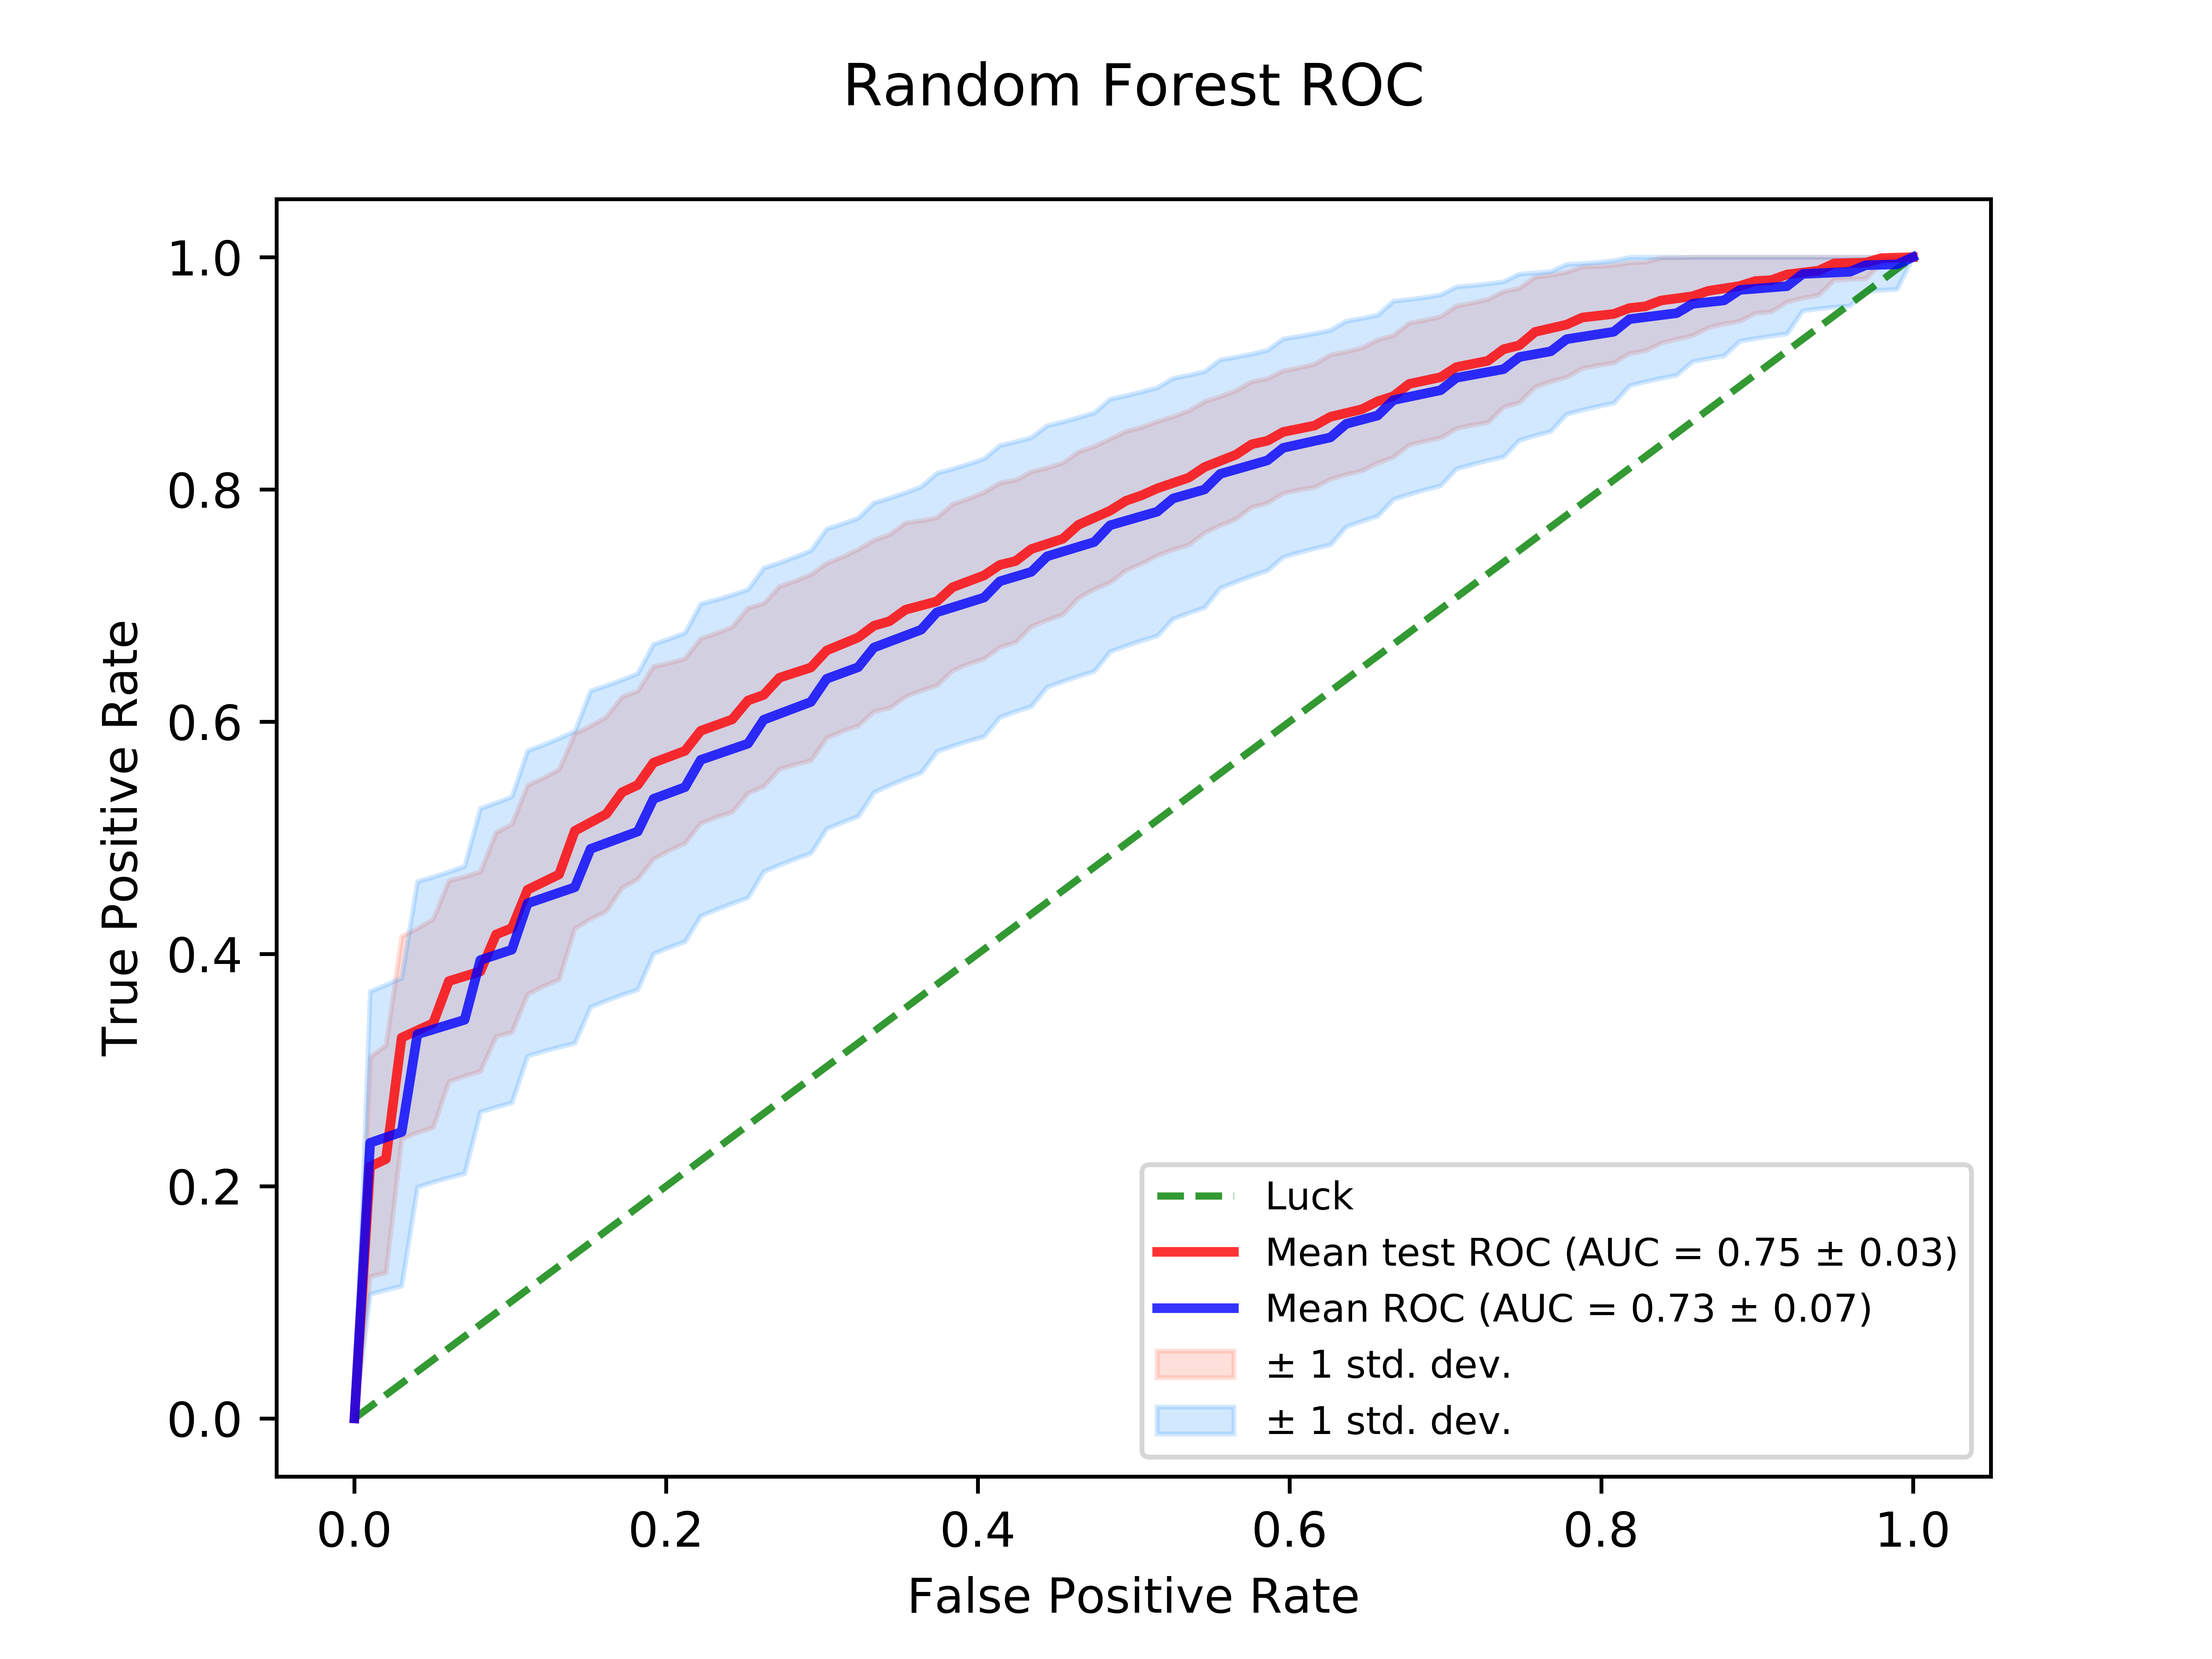 Random Forest ROC
True Positive Rate
1.0
0.8
0.6
0.4
0.2
0.0
Luck
Mean test ROC (AUC = 0.75 ± 0.03)
Mean ROC (AUC = 0.73 ± 0.07)
± 1 std. dev.
± 1 std. dev.
0.0 0.2 0.4 0.6 0.8 1.0
False Positive Rate